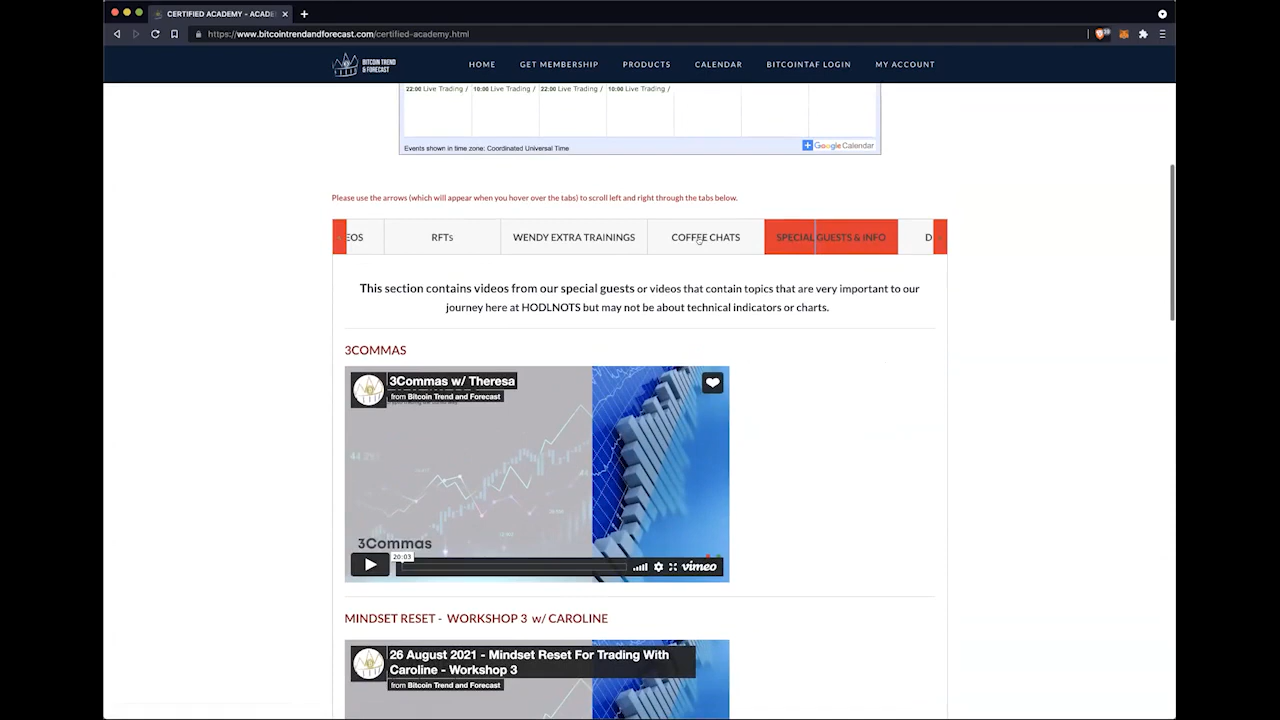 CERTIFIED ACADEMY - ACADE
https://www.bitcointrendandforecast.com/certified-academy.html
BITCOIN TREND
& FORECAST
HOME
GET MEMBERSHIP
PRODUCTS
CALENDAR
BITCOINTAF LOGIN
MY ACCOUNT
22:00 Live Trading /
10:00 Live Trading /
22:00 Live Trading /
10:00 Live Trading /
Events shown in time zone: Coordinated Universal Time
Google Calendar
Please use the arrows (which will appear when you hover over the tabs) to scroll left and right through the tabs below.
EOS
RFTs
WENDY EXTRA TRAININGS
COFFEE CHATS
SPECIAL GUESTS & INFO
D
This section contains videos from our special guests or videos that contain topics that are very important to our
journey here at HODLNOTS but may not be about technical indicators or charts.
3COMMAS
3Commas w/ Theresa
from Bitcoin Trend and Forecast
3Commas
20:03
vimeo
MINDSET RESET - WORKSHOP 3 w/ CAROLINE
26 August 2021 - Mindset Reset For Trading With
Caroline - Workshop 3
from Bitcoin Trend and Forecast